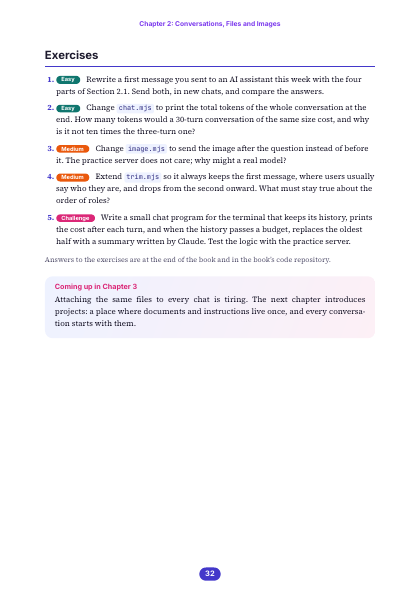 Chapter 2: Conversations, Files and Images
Exercises
1. Easy Rewrite a first message you sent to an AI assistant this week with the four
parts of Section 2.1. Send both, in new chats, and compare the answers.
2. Easy Change chat.mjs to print the total tokens of the whole conversation at the
end. How many tokens would a 30-turn conversation of the same size cost, and why
is it not ten times the three-turn one?
3. Medium Change image.mjs to send the image after the question instead of before
it. The practice server does not care; why might a real model?
4. Medium Extend trim.mjs so it always keeps the first message, where users usually
say who they are, and drops from the second onward. What must stay true about the
order of roles?
5. Challenge Write a small chat program for the terminal that keeps its history, prints
the cost after each turn, and when the history passes a budget, replaces the oldest
half with a summary written by Claude. Test the logic with the practice server.
Answers to the exercises are at the end of the book and in the book's code repository.
Coming up in Chapter 3
Attaching the same files to every chat is tiring. The next chapter introduces
projects: a place where documents and instructions live once, and every conversa-
tion starts with them.
32